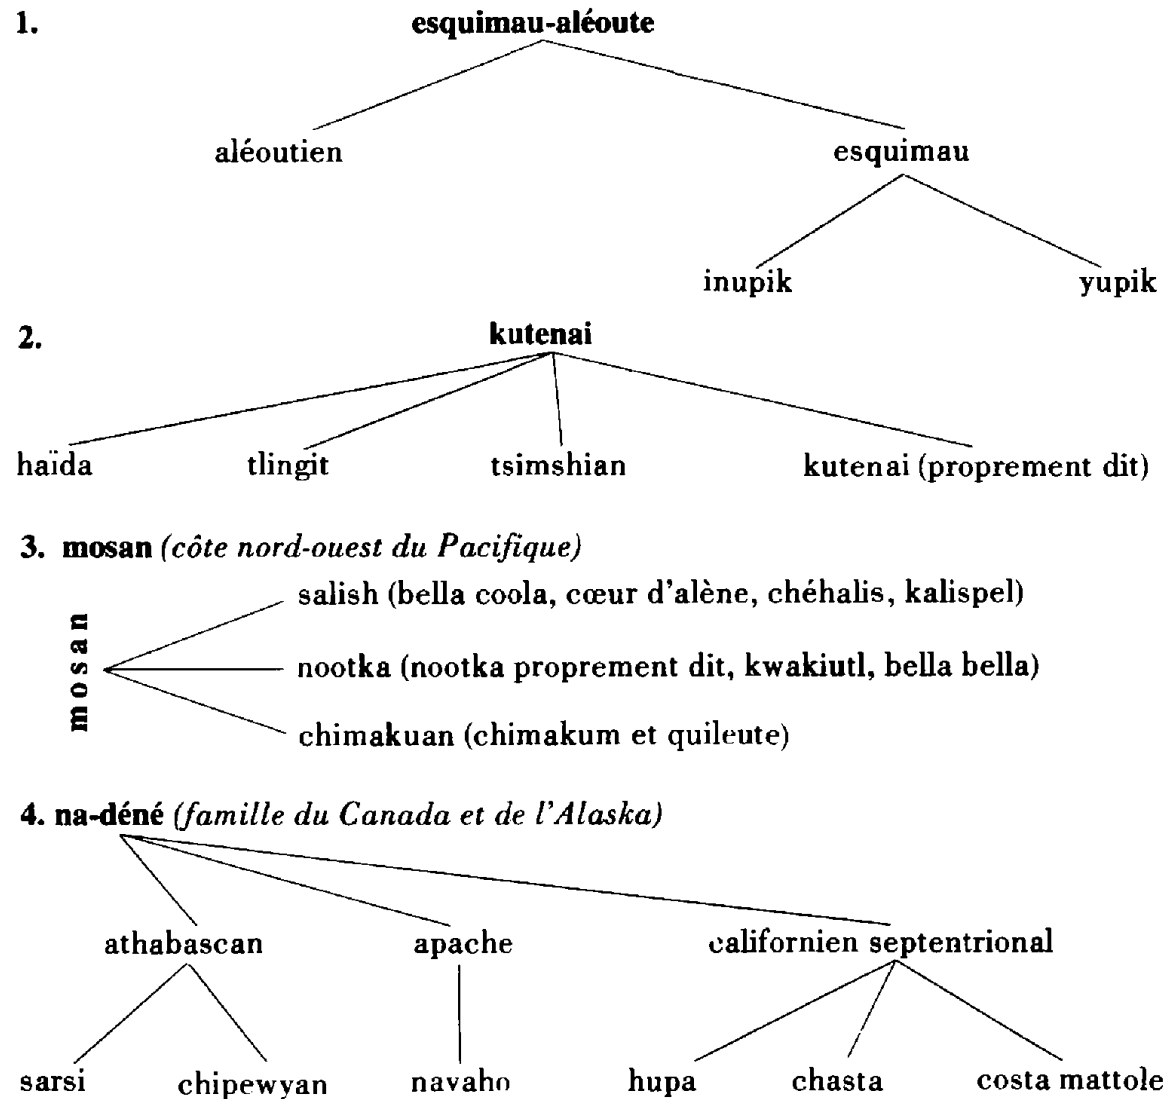 1. esquimau-aléoute
aléoutien esquimau
inupik yupik
2. kutenai
haïda tlingit tsimshian kutenai (proprement dit)
3. mosan (côte nord-ouest du Pacifique)
mosan
salish (bella coola, cœur d'alène, chéhalis, kalispel)
nootka (nootka proprement dit, kwakiutl, bella bella)
chimakuan (chimakum et quileute)
4. na-déné (famille du Canada et de l'Alaska)
athabascan apache californien septentrional
sarsi chipewyan navaho hupa chasta costa mattole